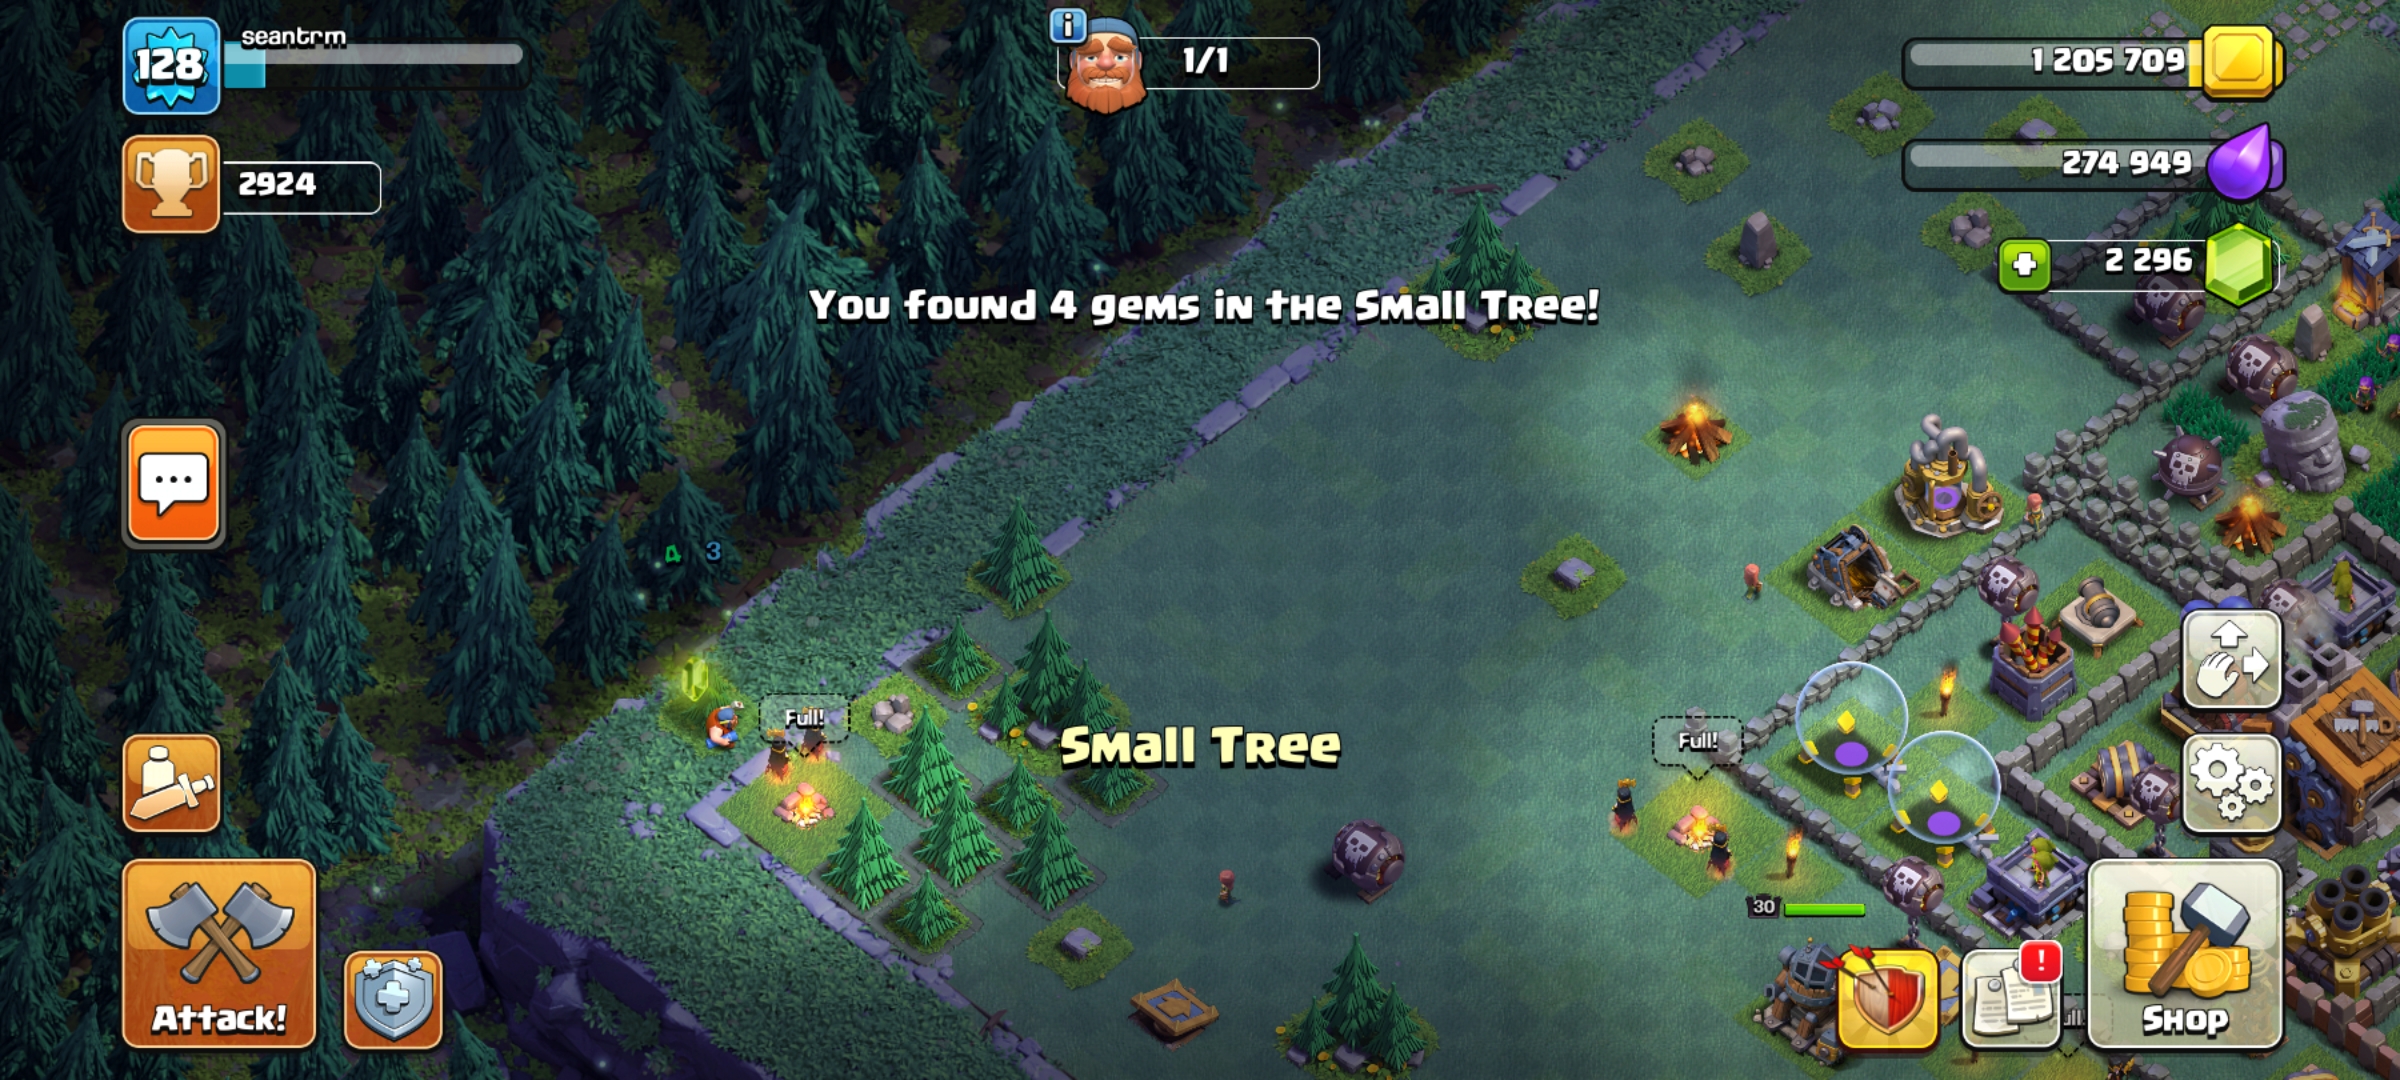 128
seantrm
1/1
1 205 709
2924
274 949
2 296
You found 4 gems in the Small Tree!
4 3
Full!
Small Tree
Full!
30
!
Attack!
Shop